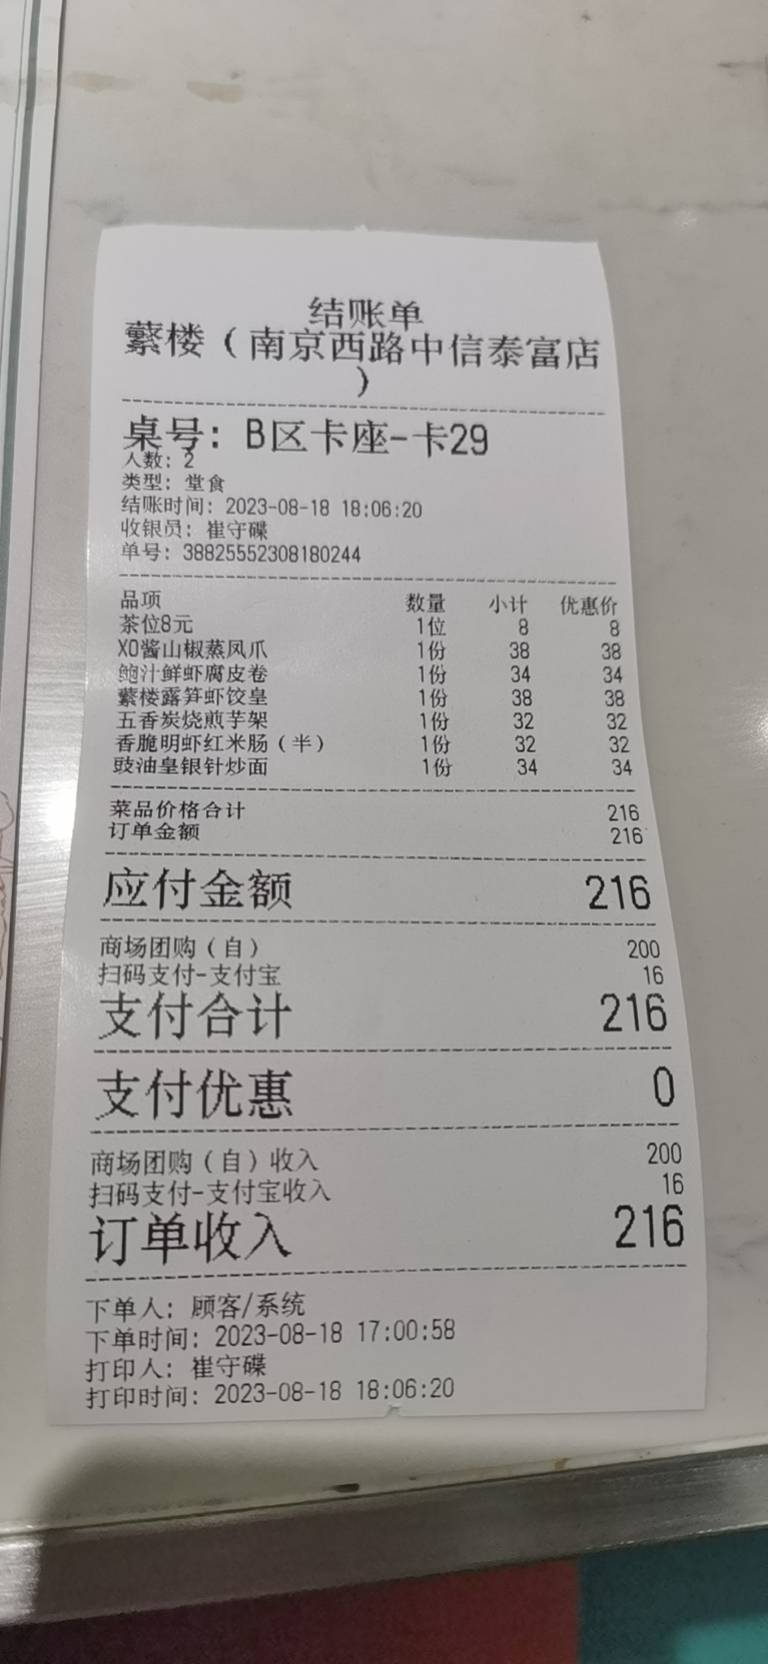 结账单
蘩楼（南京西路中信泰富店
）
桌号：B区卡座-卡29
人数：2
类型：堂食
结账时间：2023-08-18 18:06:20
收银员：崔守碟
单号：38825552308180244
品项 数量 小计 优惠价
茶位8元 1位 8 8
XO酱山椒蒸凤爪 1份 38 38
鲍汁鲜虾腐皮卷 1份 34 34
蘩楼露笋虾饺皇 1份 38 38
五香炭烧煎芋架 1份 32 32
香脆明虾红米肠（半） 1份 32 32
豉油皇银针炒面 1份 34 34
菜品价格合计 216
订单金额 216
应付金额 216
商场团购（自） 200
扫码支付-支付宝 16
支付合计 216
支付优惠 0
商场团购（自）收入 200
扫码支付-支付宝收入 16
订单收入 216
下单人：顾客/系统
下单时间：2023-08-18 17:00:58
打印人：崔守碟
打印时间：2023-08-18 18:06:20